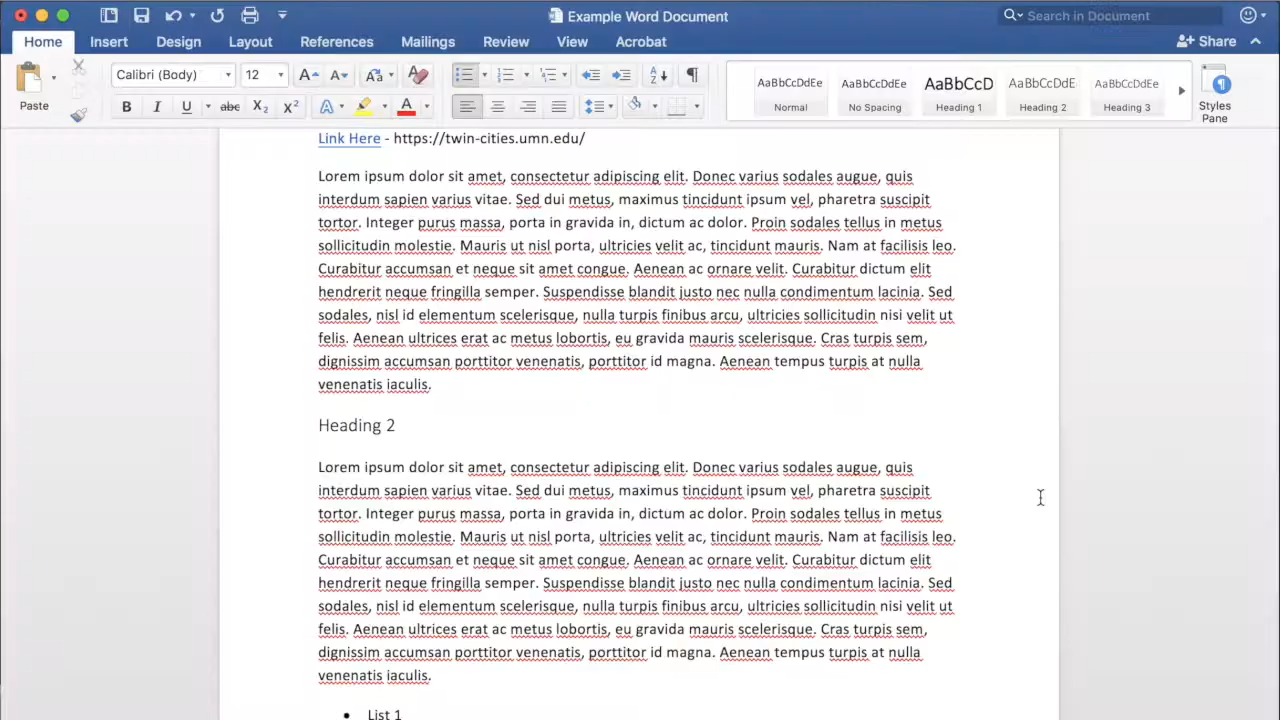 Example Word Document
Search in Document
Home Insert Design Layout References Mailings Review View Acrobat
Share
Paste
Calibri (Body) 12
AaBbCcDdEe AaBbCcDdEe AaBbCcD AaBbCcDdE AaBbCcDdEe
Normal No Spacing Heading 1 Heading 2 Heading 3
Styles
Pane
B I U abc X₂ X² A A
Link Here - https://twin-cities.umn.edu/
Lorem ipsum dolor sit amet, consectetur adipiscing elit. Donec varius sodales augue, quis
interdum sapien varius vitae. Sed dui metus, maximus tincidunt ipsum vel, pharetra suscipit
tortor. Integer purus massa, porta in gravida in, dictum ac dolor. Proin sodales tellus in metus
sollicitudin molestie. Mauris ut nisl porta, ultricies velit ac, tincidunt mauris. Nam at facilisis leo.
Curabitur accumsan et neque sit amet congue. Aenean ac ornare velit. Curabitur dictum elit
hendrerit neque fringilla semper. Suspendisse blandit justo nec nulla condimentum lacinia. Sed
sodales, nisl id elementum scelerisque, nulla turpis finibus arcu, ultricies sollicitudin nisi velit ut
felis. Aenean ultrices erat ac metus lobortis, eu gravida mauris scelerisque. Cras turpis sem,
dignissim accumsan porttitor venenatis, porttitor id magna. Aenean tempus turpis at nulla
venenatis iaculis.
Heading 2
Lorem ipsum dolor sit amet, consectetur adipiscing elit. Donec varius sodales augue, quis
interdum sapien varius vitae. Sed dui metus, maximus tincidunt ipsum vel, pharetra suscipit
tortor. Integer purus massa, porta in gravida in, dictum ac dolor. Proin sodales tellus in metus
sollicitudin molestie. Mauris ut nisl porta, ultricies velit ac, tincidunt mauris. Nam at facilisis leo.
Curabitur accumsan et neque sit amet congue. Aenean ac ornare velit. Curabitur dictum elit
hendrerit neque fringilla semper. Suspendisse blandit justo nec nulla condimentum lacinia. Sed
sodales, nisl id elementum scelerisque, nulla turpis finibus arcu, ultricies sollicitudin nisi velit ut
felis. Aenean ultrices erat ac metus lobortis, eu gravida mauris scelerisque. Cras turpis sem,
dignissim accumsan porttitor venenatis, porttitor id magna. Aenean tempus turpis at nulla
venenatis iaculis.
• List 1